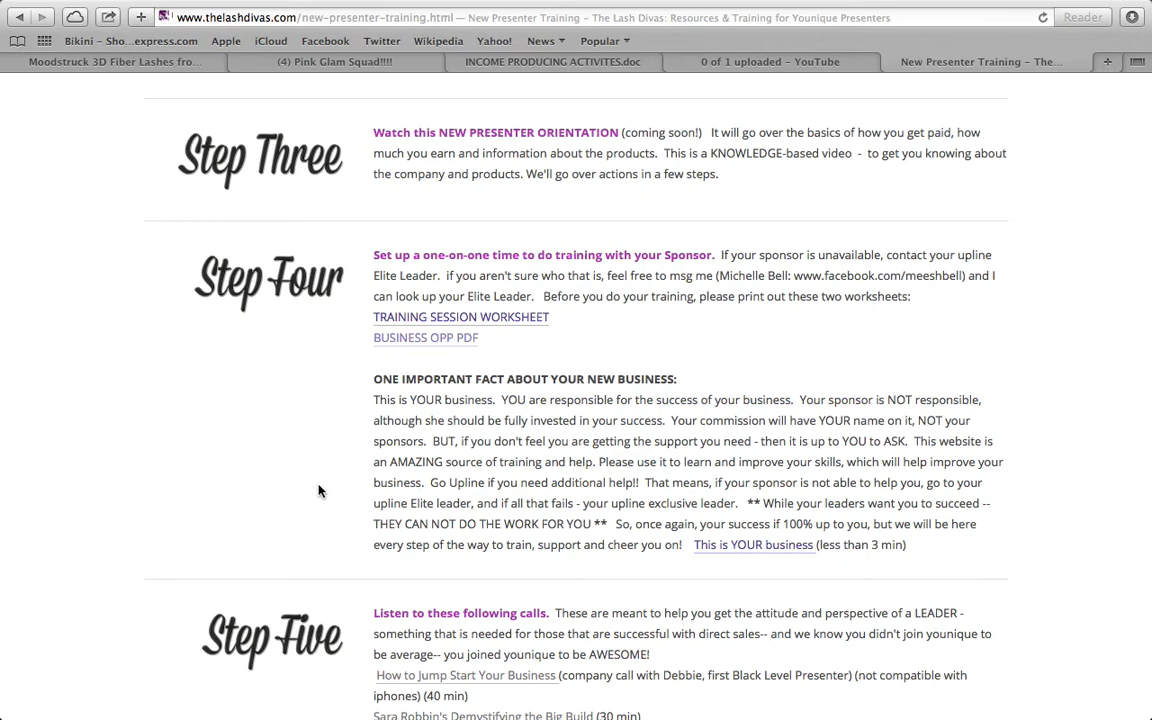 www.thelashdivas.com/new-presenter-training.html — New Presenter Training – The Lash Divas: Resources & Training for Younique Presenters
Reader
Bikini - Sho...express.com Apple iCloud Facebook Twitter Wikipedia Yahoo! News Popular
Moodstruck 3D Fiber Lashes fro... (4) Pink Glam Squad!!!! INCOME PRODUCING ACTIVITES.doc 0 of 1 uploaded – YouTube New Presenter Training – The...
Step Three
Watch this NEW PRESENTER ORIENTATION (coming soon!) It will go over the basics of how you get paid, how
much you earn and information about the products. This is a KNOWLEDGE-based video - to get you knowing about
the company and products. We'll go over actions in a few steps.
Step Four
Set up a one-on-one time to do training with your Sponsor. If your sponsor is unavailable, contact your upline
Elite Leader. if you aren't sure who that is, feel free to msg me (Michelle Bell: www.facebook.com/meeshbell) and I
can look up your Elite Leader. Before you do your training, please print out these two worksheets:
TRAINING SESSION WORKSHEET
BUSINESS OPP PDF
ONE IMPORTANT FACT ABOUT YOUR NEW BUSINESS:
This is YOUR business. YOU are responsible for the success of your business. Your sponsor is NOT responsible,
although she should be fully invested in your success. Your commission will have YOUR name on it, NOT your
sponsors. BUT, if you don't feel you are getting the support you need - then it is up to YOU to ASK. This website is
an AMAZING source of training and help. Please use it to learn and improve your skills, which will help improve your
business. Go Upline if you need additional help!! That means, if your sponsor is not able to help you, go to your
upline Elite leader, and if all that fails - your upline exclusive leader. ** While your leaders want you to succeed --
THEY CAN NOT DO THE WORK FOR YOU ** So, once again, your success if 100% up to you, but we will be here
every step of the way to train, support and cheer you on! This is YOUR business (less than 3 min)
Step Five
Listen to these following calls. These are meant to help you get the attitude and perspective of a LEADER -
something that is needed for those that are successful with direct sales-- and we know you didn't join younique to
be average-- you joined younique to be AWESOME!
How to Jump Start Your Business (company call with Debbie, first Black Level Presenter) (not compatible with
iphones) (40 min)
Sara Robbin's Demystifying the Big Build (30 min)